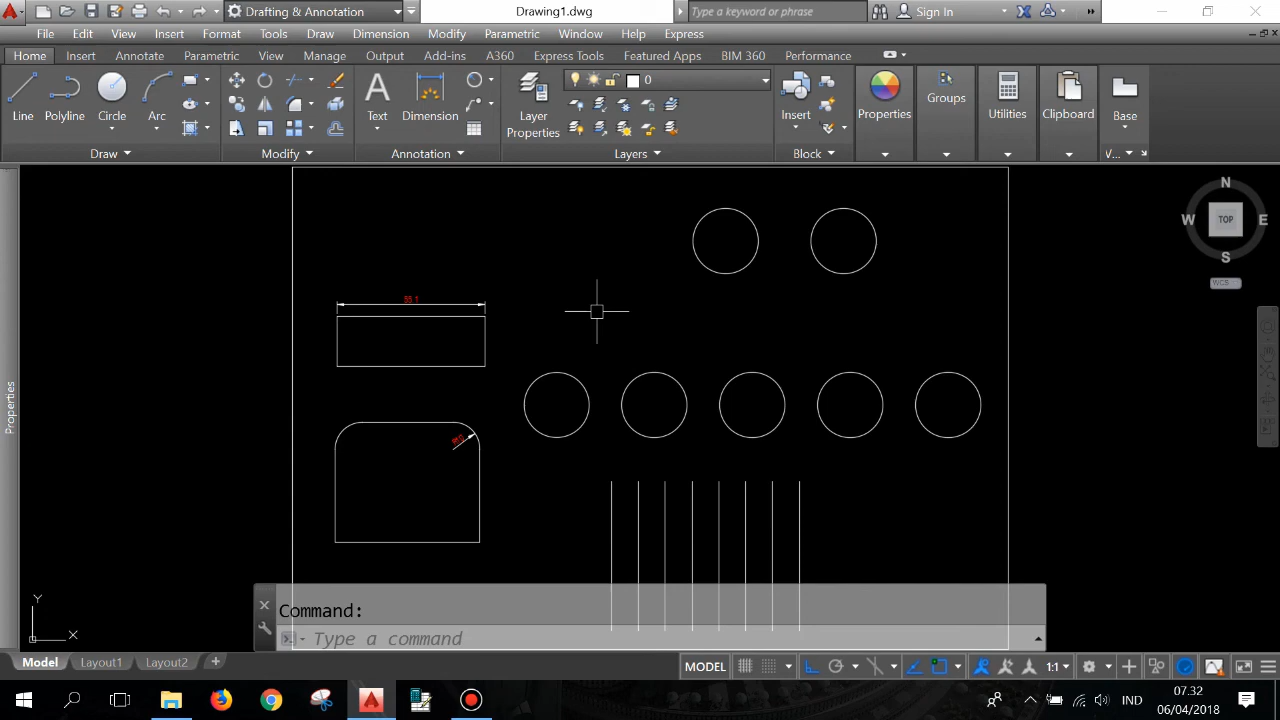 Drafting & Annotation
Drawing1.dwg
Type a keyword or phrase
Sign In
File Edit View Insert Format Tools Draw Dimension Modify Parametric Window Help Express
Home Insert Annotate Parametric View Manage Output Add-ins A360 Express Tools Featured Apps BIM 360 Performance
0
Line Polyline Circle Arc
Text Dimension
Layer
Properties
Insert
Properties
Groups
Utilities
Clipboard
Base
Draw
Modify
Annotation
Layers
Block
V...
N
W TOP E
S
WCS
Properties
Y
X
Command:
Type a command
Model Layout1 Layout2 +
MODEL
1:1
IND
07.32
06/04/2018